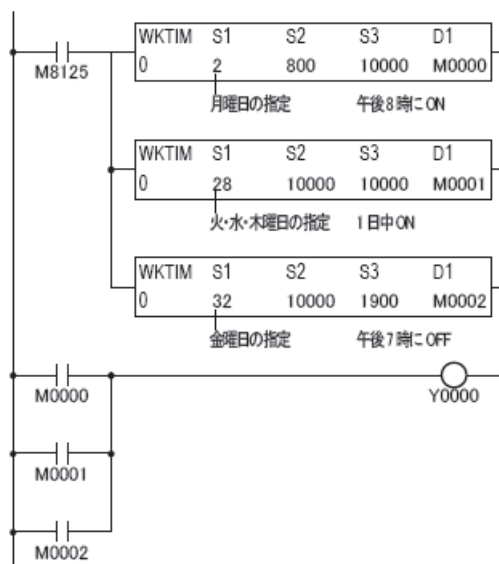 WKTIM S1 S2 S3 D1
0 2 800 10000 M0000
M8125
月曜日の指定 午後8時にON
WKTIM S1 S2 S3 D1
0 28 10000 10000 M0001
火・水・木曜日の指定 1日中ON
WKTIM S1 S2 S3 D1
0 32 10000 1900 M0002
金曜日の指定 午後7時にOFF
M0000
Y0000
M0001
M0002